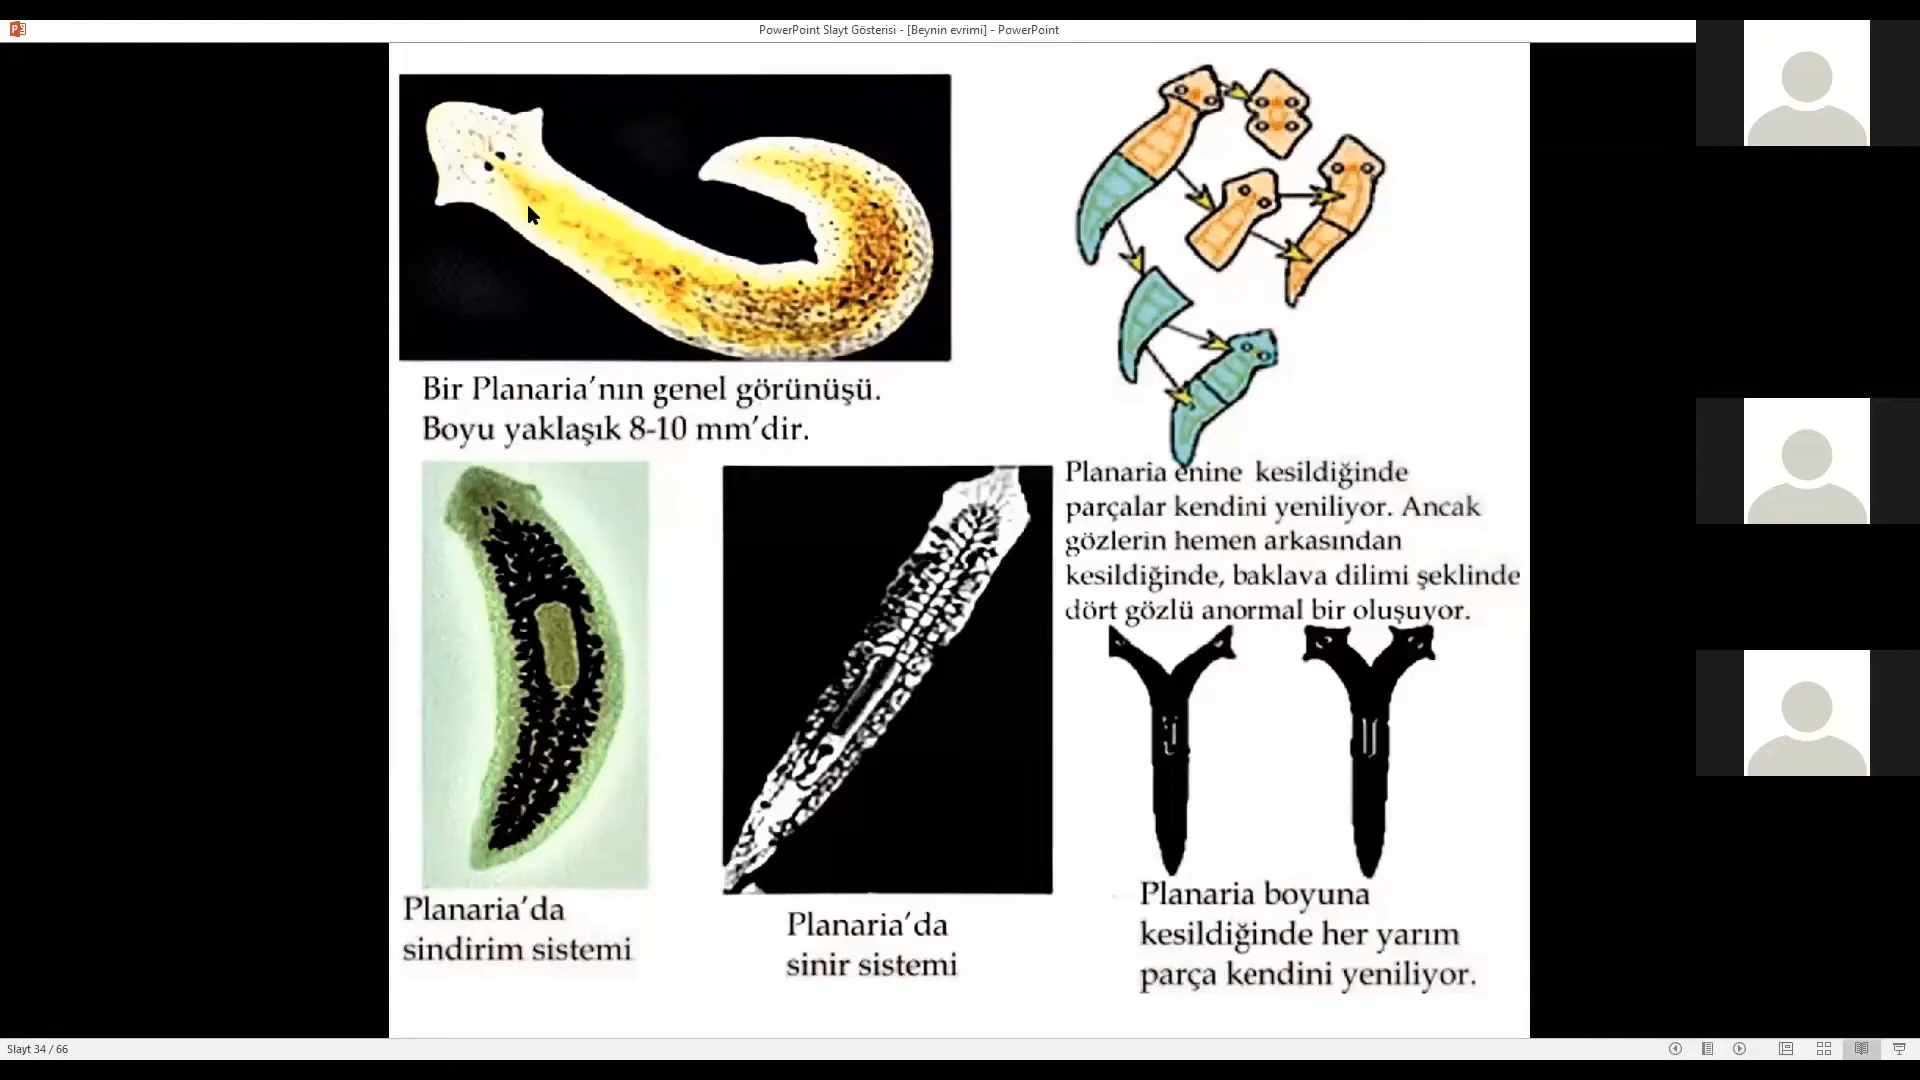 PowerPoint Slayt Gösterisi - [Beynin evrimi] - PowerPoint
Bir Planaria’nın genel görünüşü.
Boyu yaklaşık 8-10 mm’dir.
Planaria enine kesildiğinde
parçalar kendini yeniliyor. Ancak
gözlerin hemen arkasından
kesildiğinde, baklava dilimi şeklinde
dört gözlü anormal bir oluşuyor.
Planaria’da
sindirim sistemi
Planaria’da
sinir sistemi
Planaria boyuna
kesildiğinde her yarım
parça kendini yeniliyor.
Slayt 34 / 66